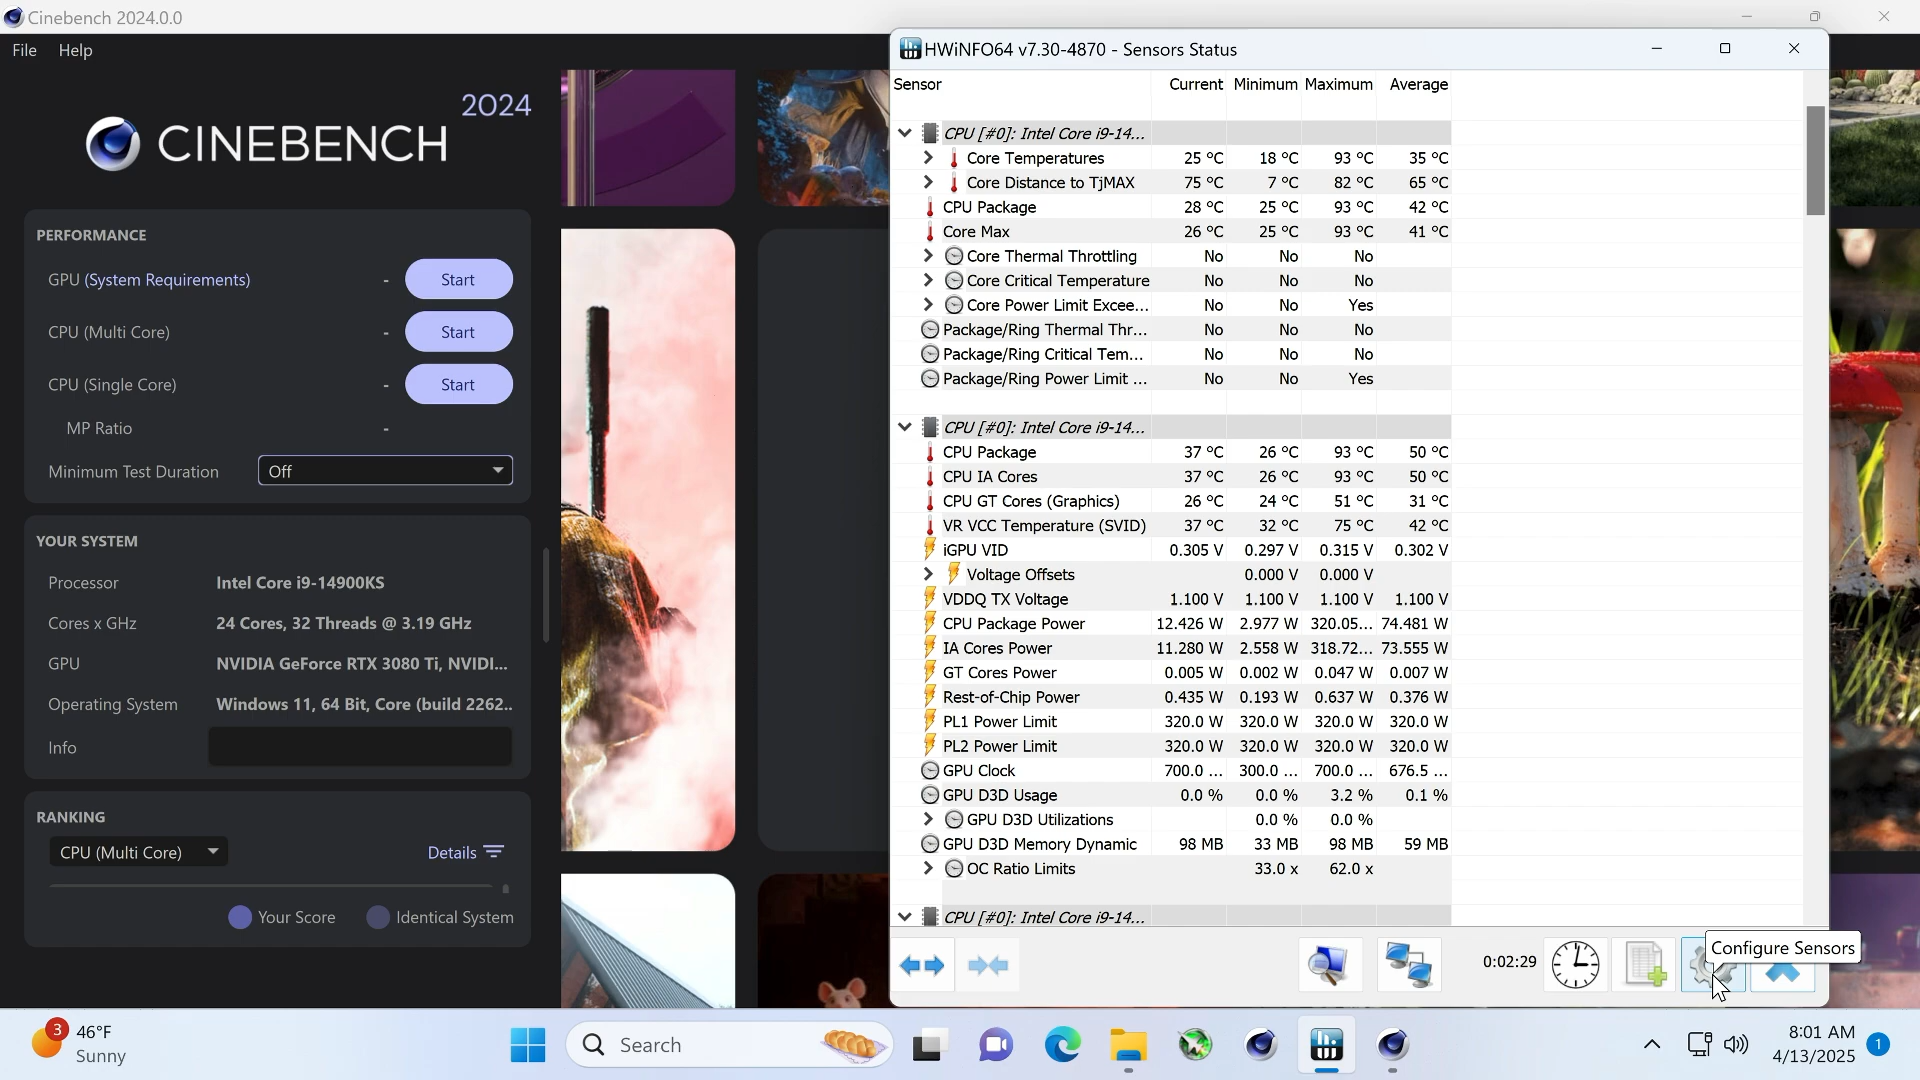 Cinebench 2024.0.0
File Help
CINEBENCH 2024
PERFORMANCE
GPU (System Requirements) - Start
CPU (Multi Core) - Start
CPU (Single Core) - Start
MP Ratio -
Minimum Test Duration Off
YOUR SYSTEM
Processor Intel Core i9-14900KS
Cores x GHz 24 Cores, 32 Threads @ 3.19 GHz
GPU NVIDIA GeForce RTX 3080 Ti, NVIDI...
Operating System Windows 11, 64 Bit, Core (build 2262..
Info
RANKING
CPU (Multi Core) Details
Your Score Identical System
HWiNFO64 v7.30-4870 - Sensors Status
Sensor Current Minimum Maximum Average
CPU [#0]: Intel Core i9-14...
Core Temperatures 25 °C 18 °C 93 °C 35 °C
Core Distance to TjMAX 75 °C 7 °C 82 °C 65 °C
CPU Package 28 °C 25 °C 93 °C 42 °C
Core Max 26 °C 25 °C 93 °C 41 °C
Core Thermal Throttling No No No
Core Critical Temperature No No No
Core Power Limit Excee... No No Yes
Package/Ring Thermal Thr... No No No
Package/Ring Critical Tem... No No No
Package/Ring Power Limit ... No No Yes
CPU [#0]: Intel Core i9-14...
CPU Package 37 °C 26 °C 93 °C 50 °C
CPU IA Cores 37 °C 26 °C 93 °C 50 °C
CPU GT Cores (Graphics) 26 °C 24 °C 51 °C 31 °C
VR VCC Temperature (SVID) 37 °C 32 °C 75 °C 42 °C
iGPU VID 0.305 V 0.297 V 0.315 V 0.302 V
Voltage Offsets 0.000 V 0.000 V
VDDQ TX Voltage 1.100 V 1.100 V 1.100 V 1.100 V
CPU Package Power 12.426 W 2.977 W 320.05... 74.481 W
IA Cores Power 11.280 W 2.558 W 318.72... 73.555 W
GT Cores Power 0.005 W 0.002 W 0.047 W 0.007 W
Rest-of-Chip Power 0.435 W 0.193 W 0.637 W 0.376 W
PL1 Power Limit 320.0 W 320.0 W 320.0 W 320.0 W
PL2 Power Limit 320.0 W 320.0 W 320.0 W 320.0 W
GPU Clock 700.0 ... 300.0 ... 700.0 ... 676.5 ...
GPU D3D Usage 0.0 % 0.0 % 3.2 % 0.1 %
GPU D3D Utilizations 0.0 % 0.0 %
GPU D3D Memory Dynamic 98 MB 33 MB 98 MB 59 MB
OC Ratio Limits 33.0 x 62.0 x
CPU [#0]: Intel Core i9-14...
Configure Sensors
0:02:29
3
46°F
Sunny
Search
8:01 AM
4/13/2025
1